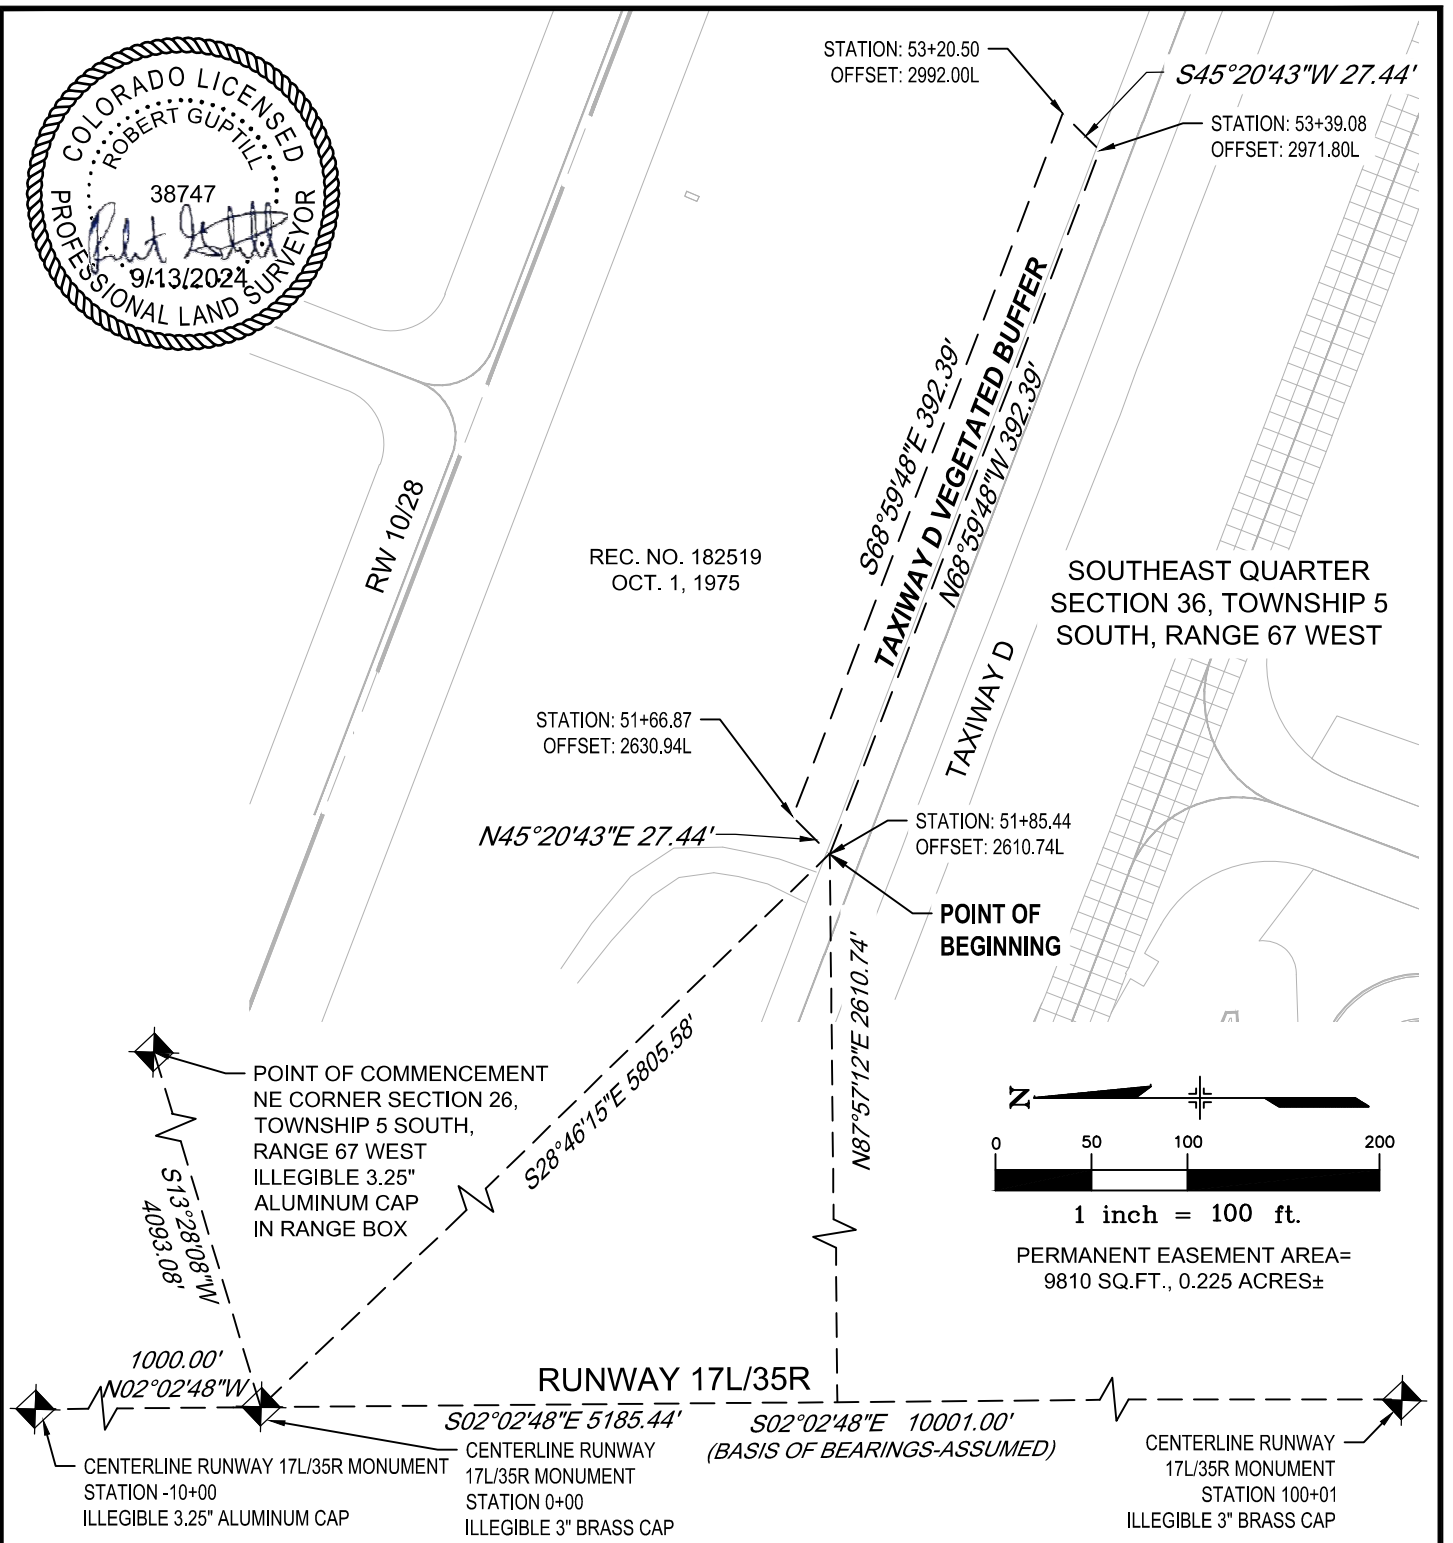 COLORADO LICENSED
ROBERT GUPTILL
38747
9/13/2024
PROFESSIONAL LAND SURVEYOR
STATION: 53+20.50
OFFSET: 2992.00L
S45°20'43"W 27.44'
STATION: 53+39.08
OFFSET: 2971.80L
RW 10/28
REC. NO. 182519
OCT. 1, 1975
S68°59'48"E 392.39'
TAXIWAY D VEGETATED BUFFER
N68°59'48"W 392.39'
SOUTHEAST QUARTER
SECTION 36, TOWNSHIP 5
SOUTH, RANGE 67 WEST
TAXIWAY D
STATION: 51+66.87
OFFSET: 2630.94L
N45°20'43"E 27.44'
STATION: 51+85.44
OFFSET: 2610.74L
POINT OF
BEGINNING
N87°57'12"E 2610.74'
S28°46'15"E 5805.58'
POINT OF COMMENCEMENT
NE CORNER SECTION 26,
TOWNSHIP 5 SOUTH,
RANGE 67 WEST
ILLEGIBLE 3.25"
ALUMINUM CAP
IN RANGE BOX
S13°28'08"W
4093.08'
Z
0 50 100 200
1 inch = 100 ft.
PERMANENT EASEMENT AREA=
9810 SQ.FT., 0.225 ACRES±
1000.00'
N02°02'48"W
RUNWAY 17L/35R
S02°02'48"E 5185.44'
S02°02'48"E 10001.00'
(BASIS OF BEARINGS-ASSUMED)
CENTERLINE RUNWAY 17L/35R MONUMENT
STATION -10+00
ILLEGIBLE 3.25" ALUMINUM CAP
CENTERLINE RUNWAY
17L/35R MONUMENT
STATION 0+00
ILLEGIBLE 3" BRASS CAP
CENTERLINE RUNWAY
17L/35R MONUMENT
STATION 100+01
ILLEGIBLE 3" BRASS CAP